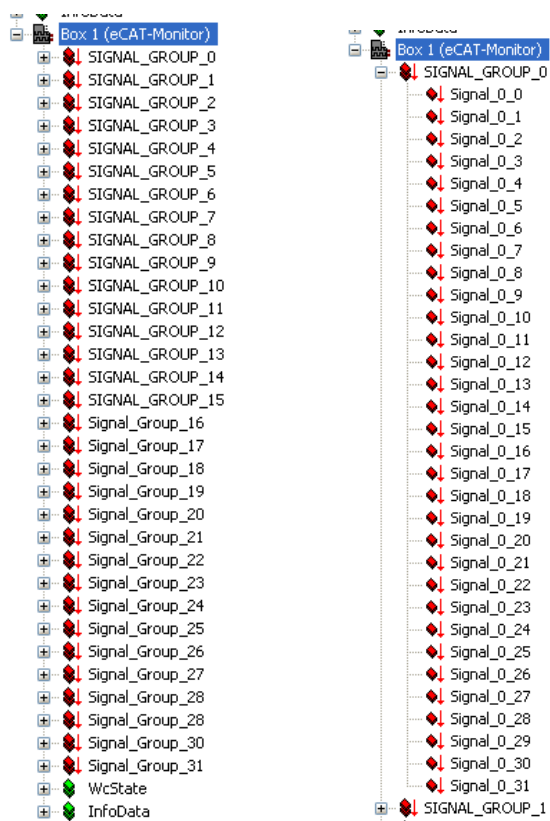 InfoData
Box 1 (eCAT-Monitor)
SIGNAL_GROUP_0
SIGNAL_GROUP_1
SIGNAL_GROUP_2
SIGNAL_GROUP_3
SIGNAL_GROUP_4
SIGNAL_GROUP_5
SIGNAL_GROUP_6
SIGNAL_GROUP_7
SIGNAL_GROUP_8
SIGNAL_GROUP_9
SIGNAL_GROUP_10
SIGNAL_GROUP_11
SIGNAL_GROUP_12
SIGNAL_GROUP_13
SIGNAL_GROUP_14
SIGNAL_GROUP_15
Signal_Group_16
Signal_Group_17
Signal_Group_18
Signal_Group_19
Signal_Group_20
Signal_Group_21
Signal_Group_22
Signal_Group_23
Signal_Group_24
Signal_Group_25
Signal_Group_26
Signal_Group_27
Signal_Group_28
Signal_Group_28
Signal_Group_30
Signal_Group_31
WcState
InfoData
Box 1 (eCAT-Monitor)
SIGNAL_GROUP_0
Signal_0_0
Signal_0_1
Signal_0_2
Signal_0_3
Signal_0_4
Signal_0_5
Signal_0_6
Signal_0_7
Signal_0_8
Signal_0_9
Signal_0_10
Signal_0_11
Signal_0_12
Signal_0_13
Signal_0_14
Signal_0_15
Signal_0_16
Signal_0_17
Signal_0_18
Signal_0_19
Signal_0_20
Signal_0_21
Signal_0_22
Signal_0_23
Signal_0_24
Signal_0_25
Signal_0_26
Signal_0_27
Signal_0_28
Signal_0_29
Signal_0_30
Signal_0_31
SIGNAL_GROUP_1